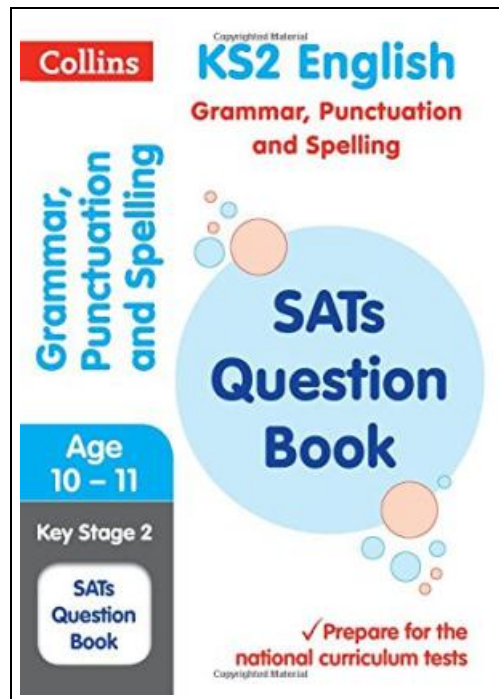 Copyrighted Material
Collins
KS2 English
Grammar, Punctuation
and Spelling
Grammar,
Punctuation
and Spelling
SATs
Question
Book
Age
10 – 11
Key Stage 2
SATs
Question
Book
✓Prepare for the
national curriculum tests
Copyrighted Material